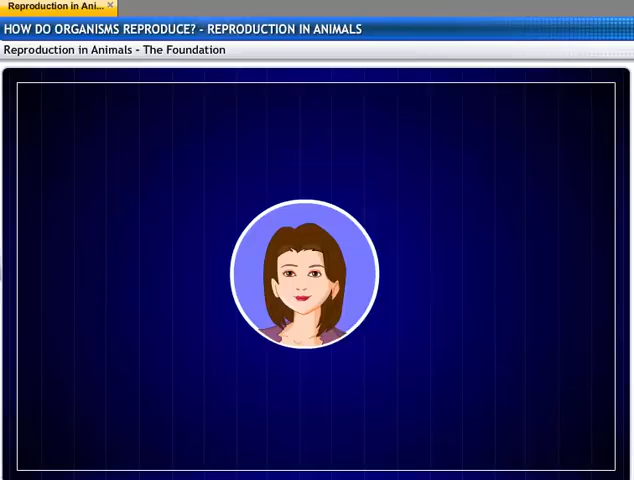 Reproduction in Ani...
HOW DO ORGANISMS REPRODUCE? - REPRODUCTION IN ANIMALS
Reproduction in Animals - The Foundation